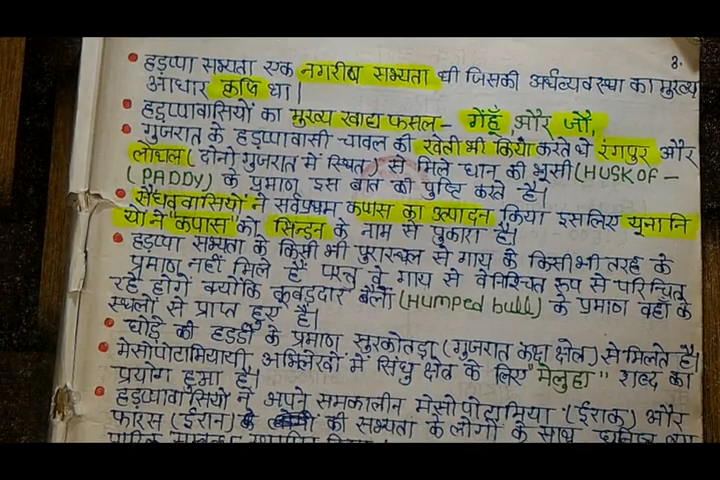 8.
हड़प्पा सभ्यता एक नगरीय सभ्यता थी जिसकी अर्थव्यवस्था का मुख्य
आधार कृषि था।
हड़प्पावासियों का मुख्य खाद्य फसल - गेंहूँ, और जौ,
गुजरात के हड़प्पावासी चावल की खेती भी किया करते थे रंगपुर और
लोथल (दोनो गुजरात में स्थित) से मिले धान की भूसी (HUSK OF -
(PADDY) के प्रमाण इस बात की पुष्टि करते है।
सैंधववासियों ने सर्वप्रथम कपास का उत्पादन किया इसलिए यूनानि
यो ने "कपास" को सिन्डन के नाम से पुकारा है।
हड़प्पा सभ्यता के किसी भी पुरास्थल से गाय के किसी भी तरह के
प्रमाण नहीं मिले है परन्तु वे गाय से वे निश्चित रूप से परिचित
रहे होंगे क्योंकि कूबड़दार बैलो (Humped bull) के प्रमाण वहाँ के
स्थलों से प्राप्त हुए है।
घोड़े की हडडी के प्रमाण सुरकोतड़ा (गुजरात कच्छ क्षेत्र) से मिलते है।
मेसोपोटामियायी अभिलेखों में सिंधु क्षेत्र के लिए "मेलुहा" शब्द का
प्रयोग हुआ है।
हड़प्पावासियों ने अपने समकालीन मेसोपोटामिया (ईराक) और
फारस (ईरान) की सभ्यता के लोगों के साथ